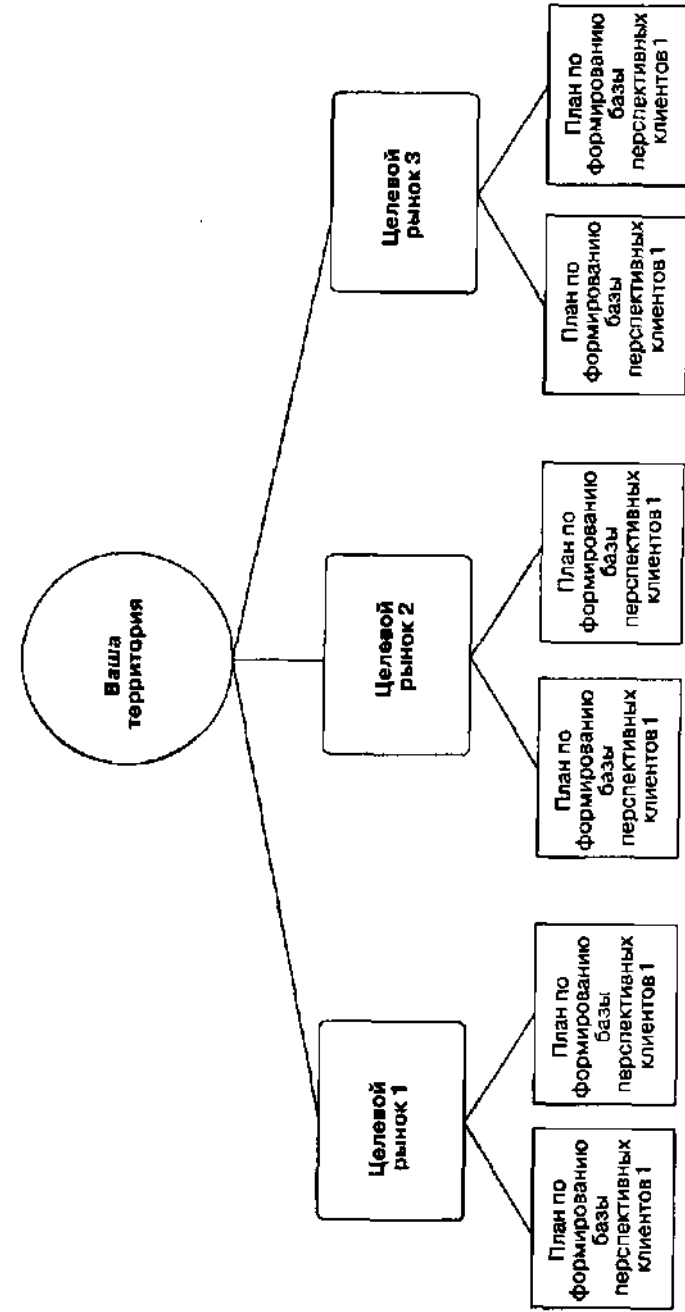 Ваша
территория
Целевой
рынок 1
Целевой
рынок 2
Целевой
рынок 3
План по
формированию
базы
перспективных
клиентов 1
План по
формированию
базы
перспективных
клиентов 1
План по
формированию
базы
перспективных
клиентов 1
План по
формированию
базы
перспективных
клиентов 1
План по
формированию
базы
перспективных
клиентов 1
План по
формированию
базы
перспективных
клиентов 1